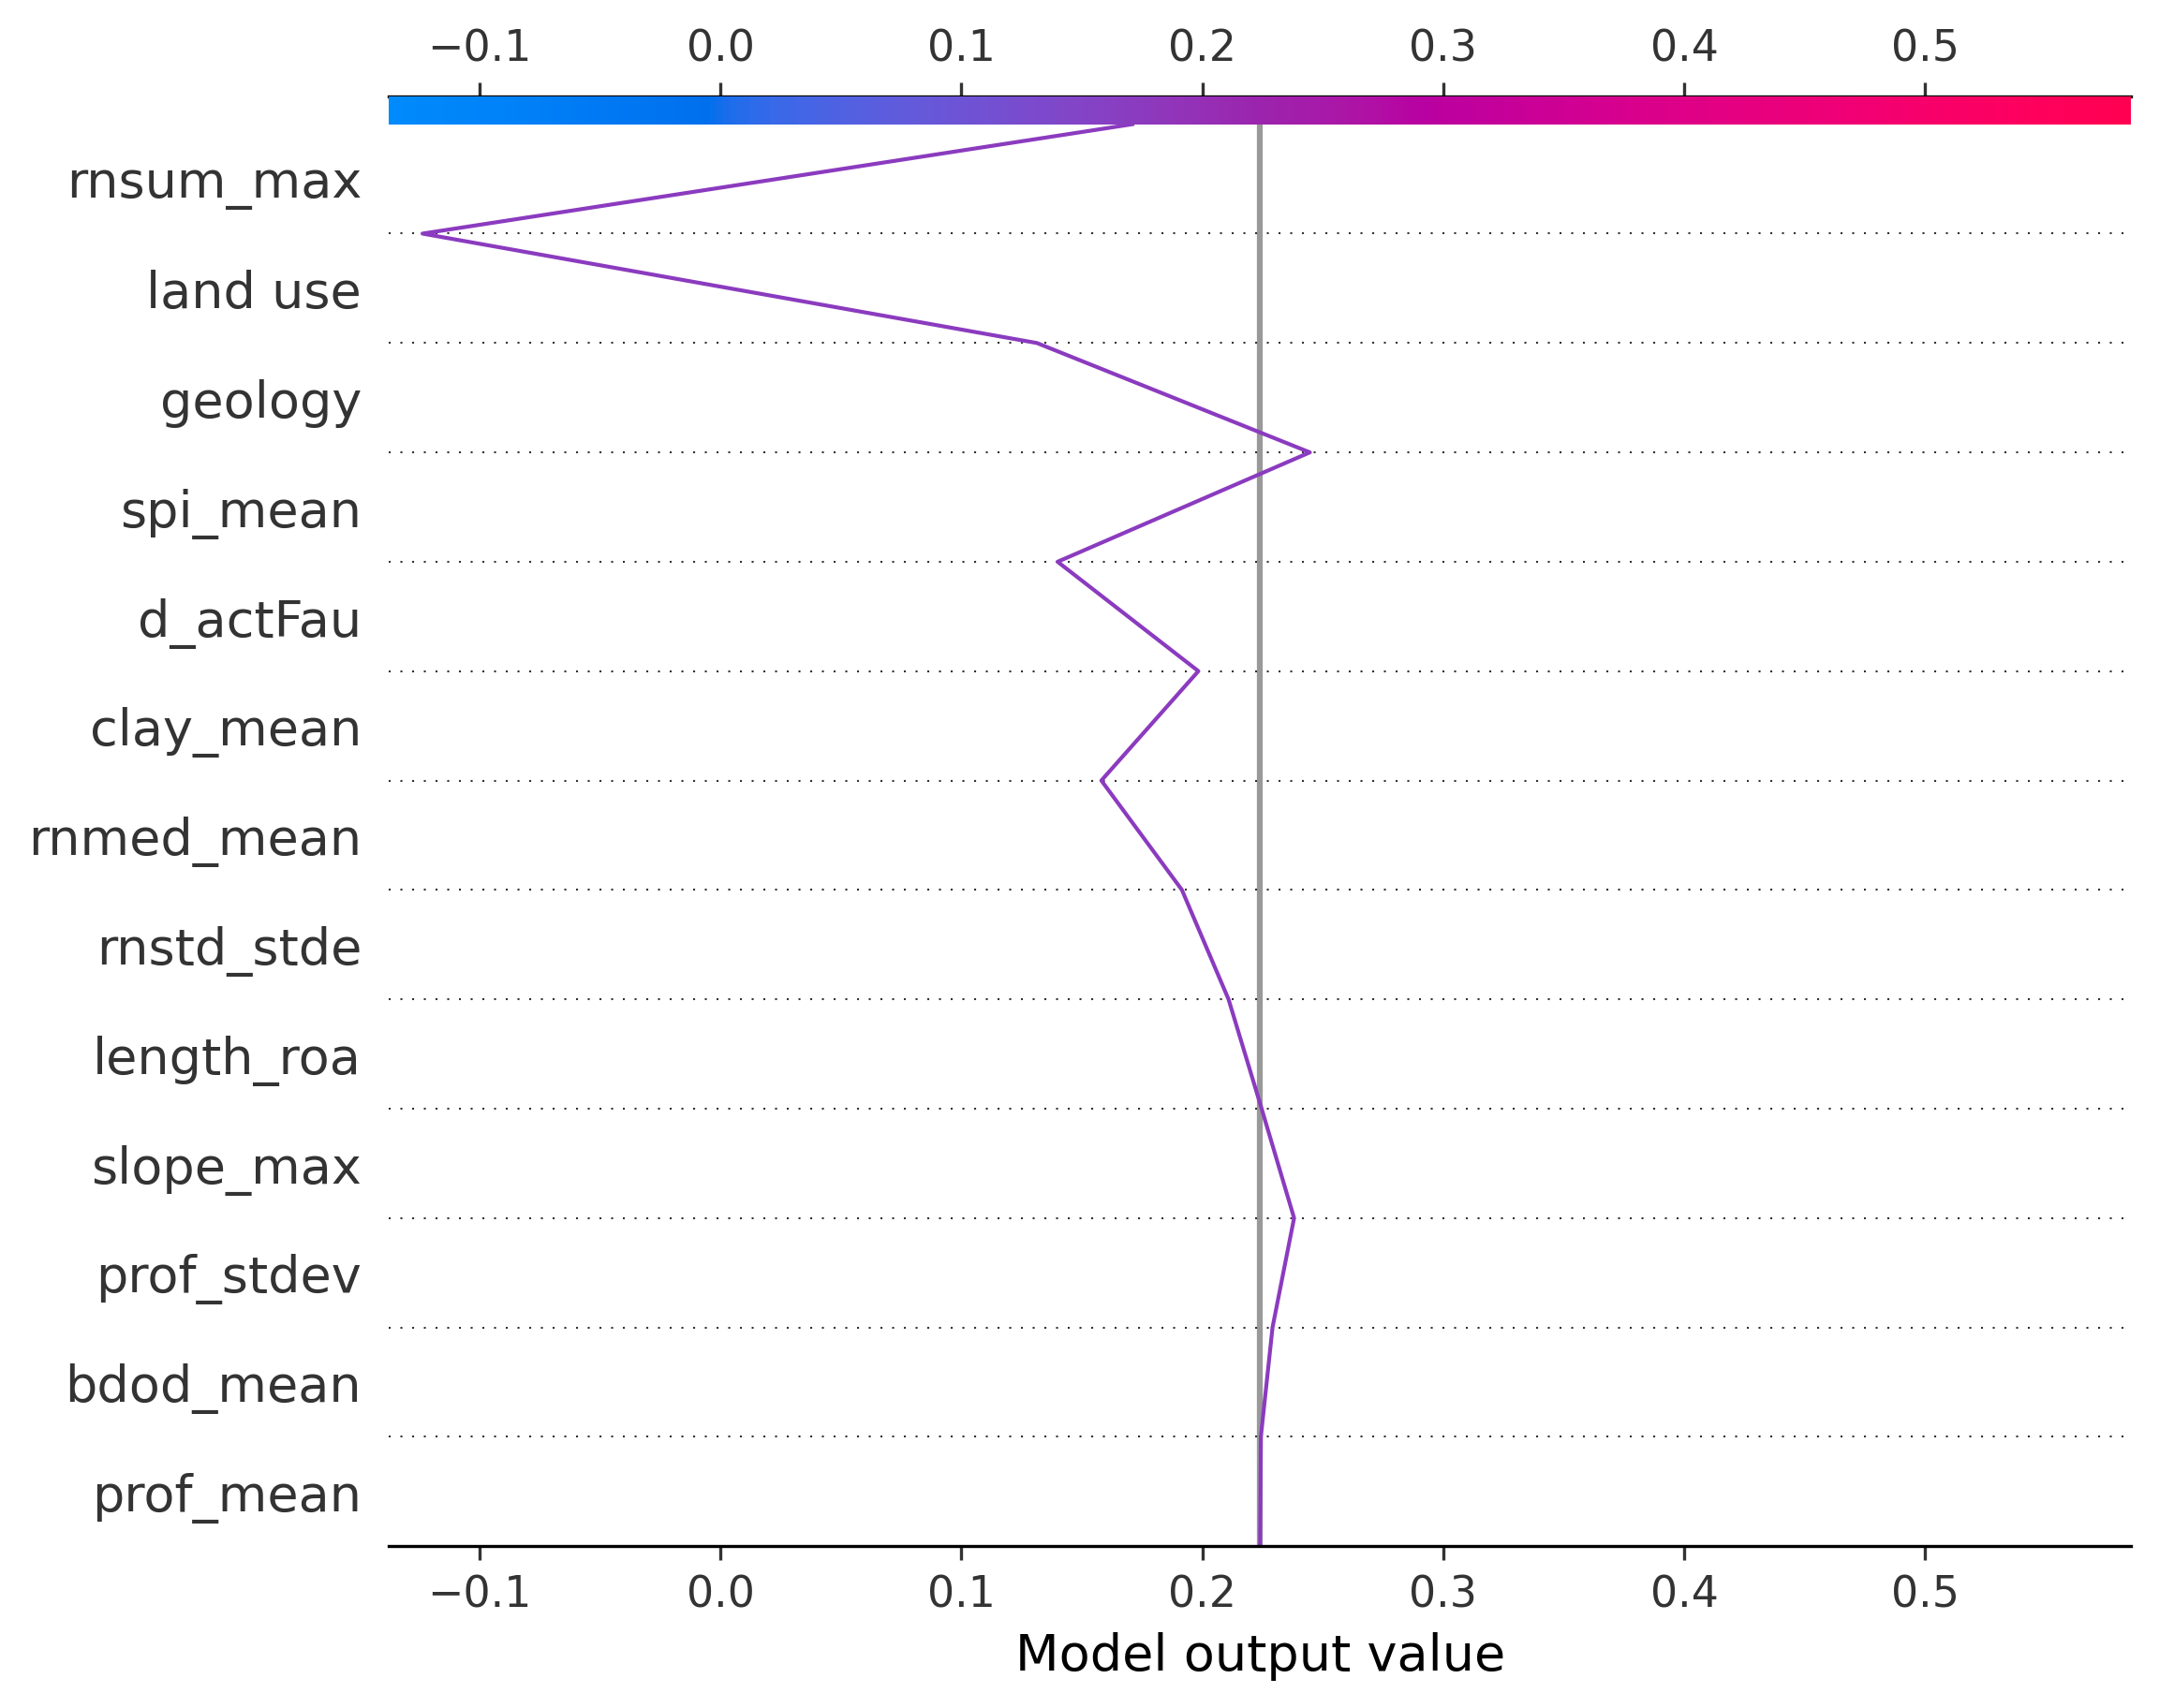 −0.1 0.0 0.1 0.2 0.3 0.4 0.5
rnsum_max
land use
geology
spi_mean
d_actFau
clay_mean
rnmed_mean
rnstd_stde
length_roa
slope_max
prof_stdev
bdod_mean
prof_mean
−0.1 0.0 0.1 0.2 0.3 0.4 0.5
Model output value